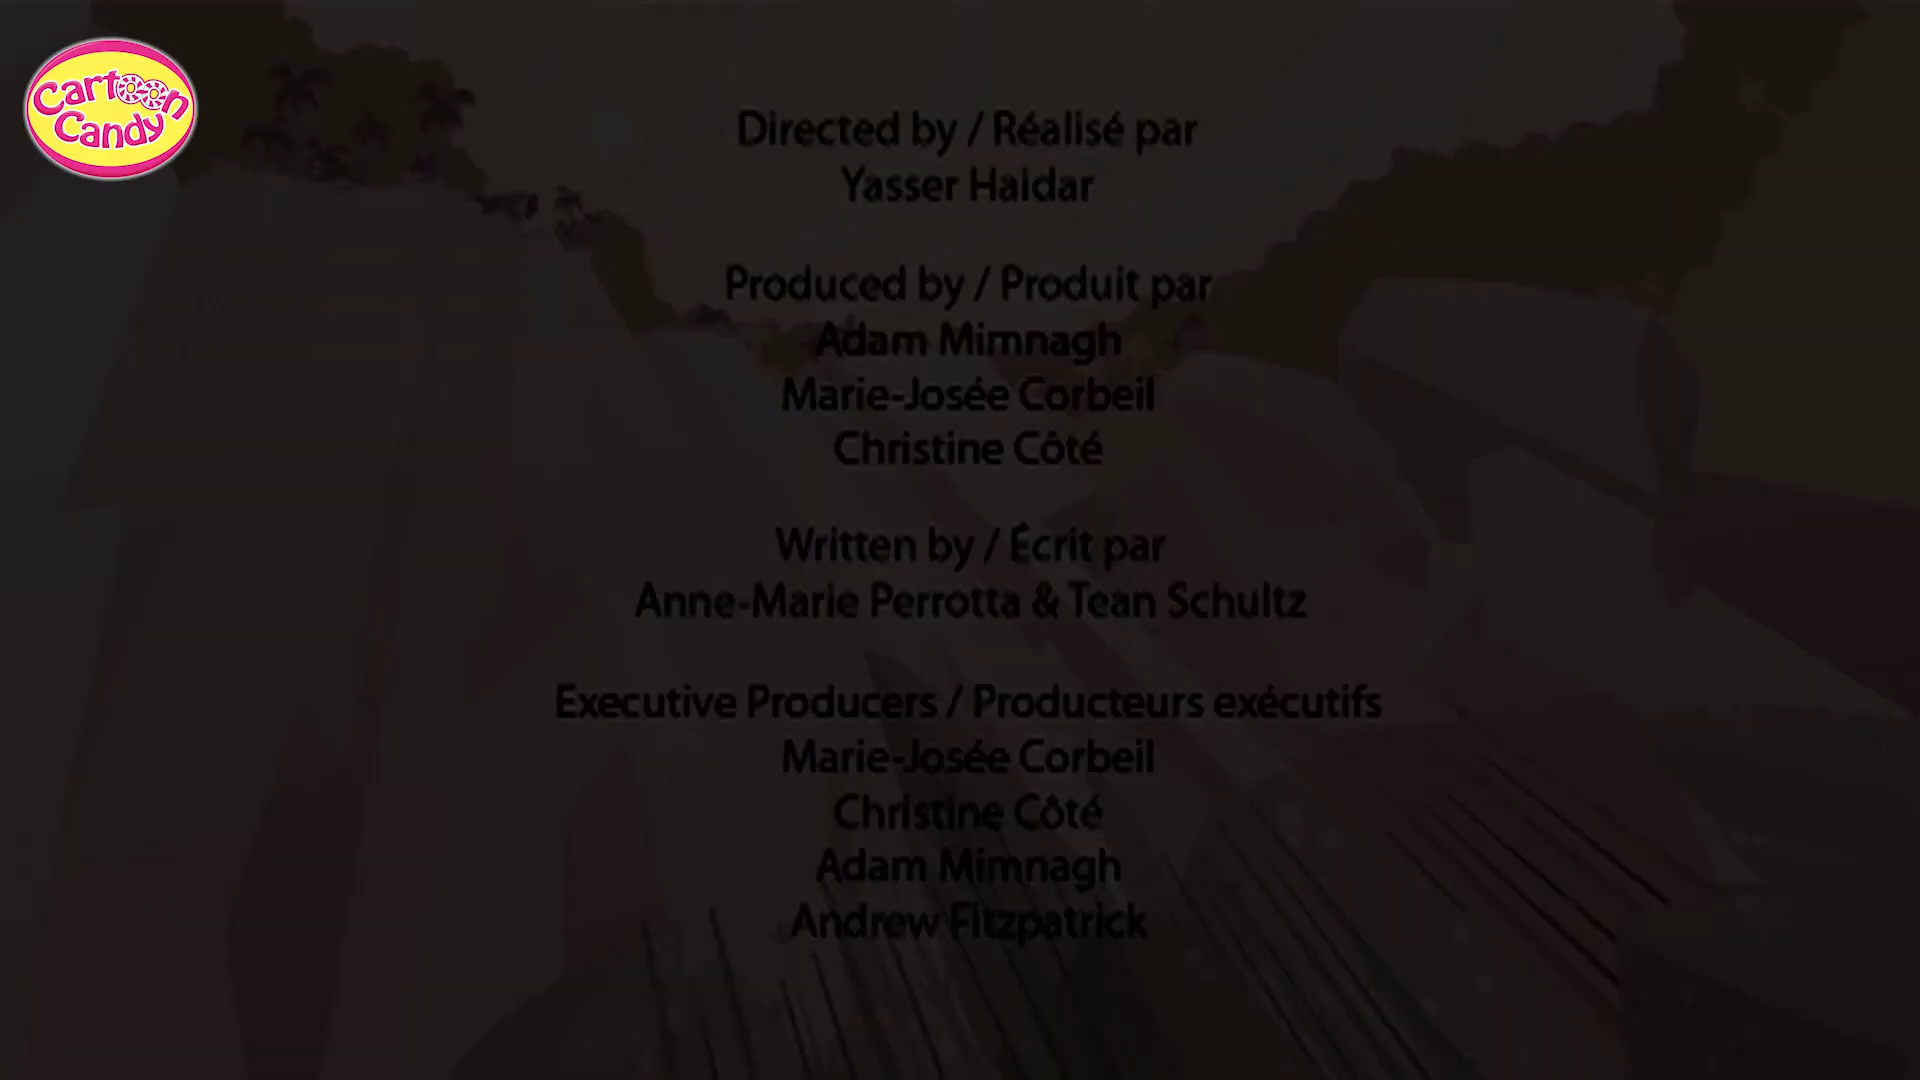 Cartoon
Candy
Directed by / Réalisé par
Yasser Haidar
Produced by / Produit par
Adam Mimnagh
Marie-Josée Corbeil
Christine Côté
Written by / Écrit par
Anne-Marie Perrotta & Tean Schultz
Executive Producers / Producteurs exécutifs
Marie-Josée Corbeil
Christine Côté
Adam Mimnagh
Andrew Fitzpatrick